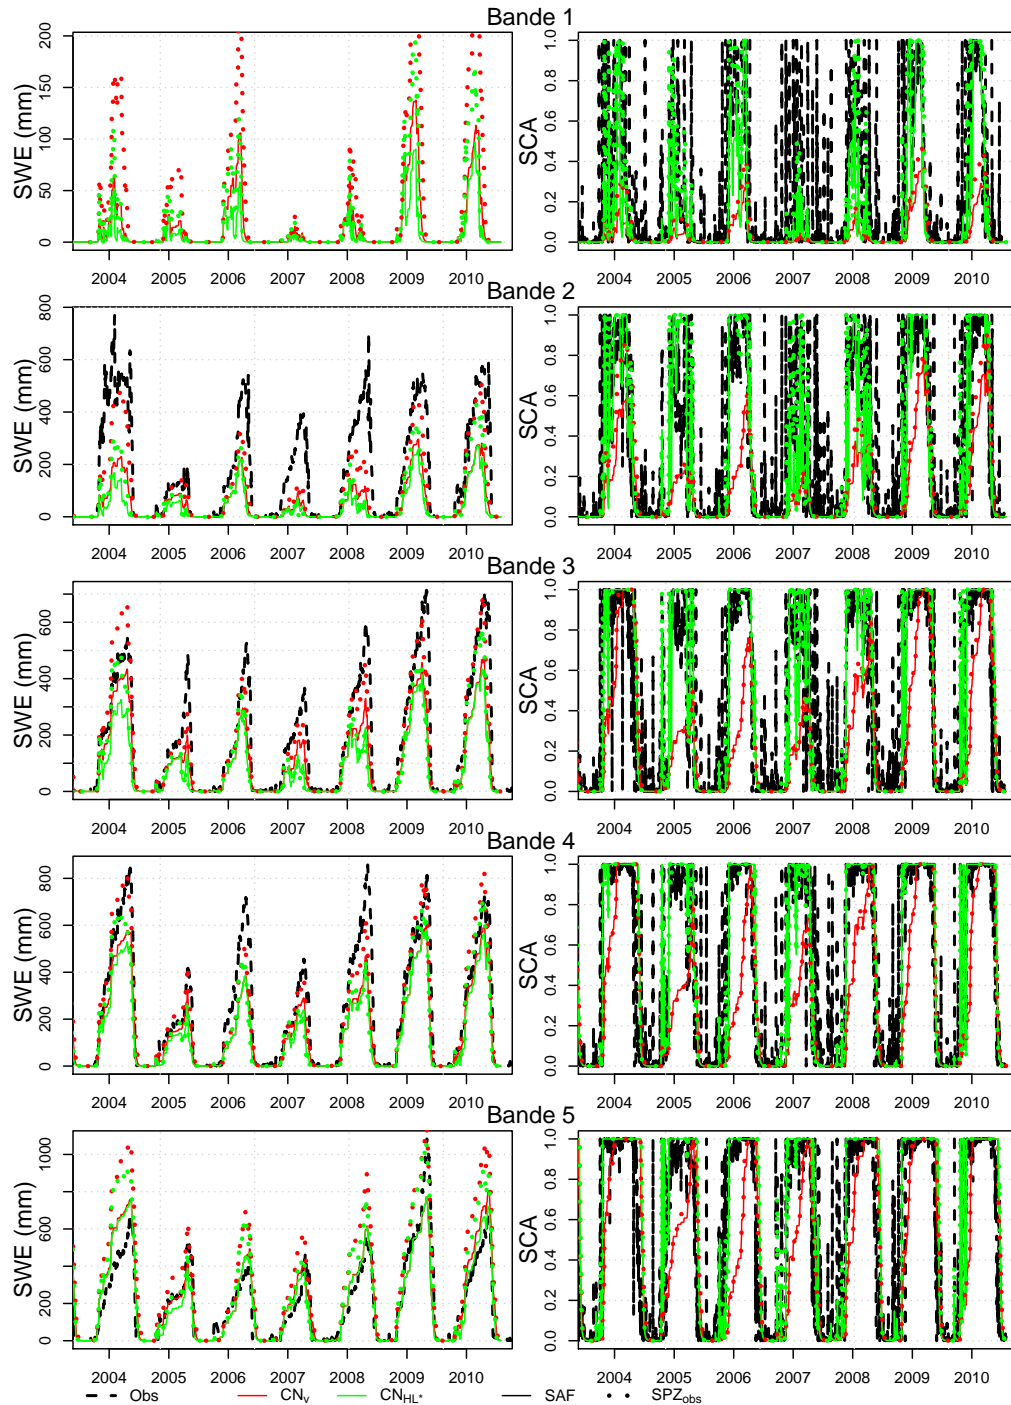 Bande 1
SWE (mm)
0 50 100 150 200
2004 2005 2006 2007 2008 2009 2010
SCA
0.0 0.2 0.4 0.6 0.8 1.0
2004 2005 2006 2007 2008 2009 2010
Bande 2
SWE (mm)
0 200 400 600 800
2004 2005 2006 2007 2008 2009 2010
SCA
0.0 0.2 0.4 0.6 0.8 1.0
2004 2005 2006 2007 2008 2009 2010
Bande 3
SWE (mm)
0 200 400 600
2004 2005 2006 2007 2008 2009 2010
SCA
0.0 0.2 0.4 0.6 0.8 1.0
2004 2005 2006 2007 2008 2009 2010
Bande 4
SWE (mm)
0 200 400 600 800
2004 2005 2006 2007 2008 2009 2010
SCA
0.0 0.2 0.4 0.6 0.8 1.0
2004 2005 2006 2007 2008 2009 2010
Bande 5
SWE (mm)
0 200 400 600 1000
2004 2005 2006 2007 2008 2009 2010
SCA
0.0 0.2 0.4 0.6 0.8 1.0
2004 2005 2006 2007 2008 2009 2010
Obs CNv CNHL* SAF SPZobs